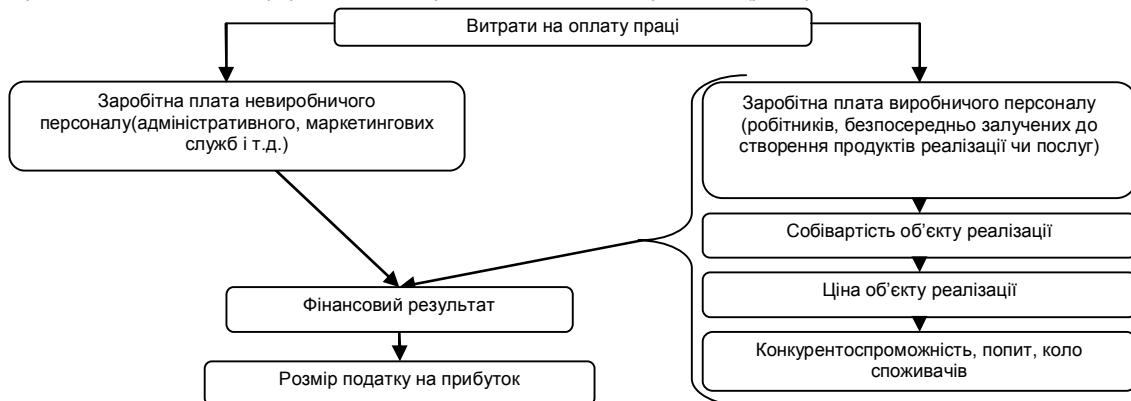 Витрати на оплату праці
Заробітна плата невиробничого
персоналу(адміністративного, маркетингових
служб і т.д.)
Заробітна плата виробничого персоналу
(робітників, безпосередньо залучених до
створення продуктів реалізації чи послуг)
Собівартість об’єкту реалізації
Ціна об’єкту реалізації
Фінансовий результат
Конкурентоспроможність, попит, коло
споживачів
Розмір податку на прибуток